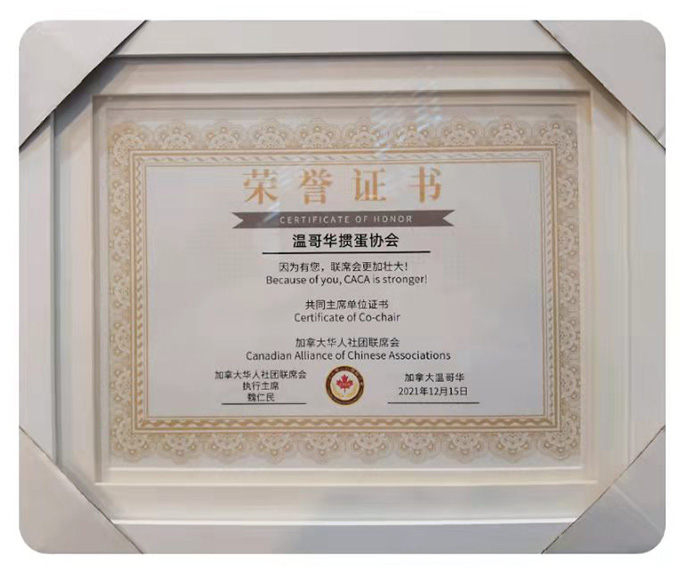 荣誉证书
CERTIFICATE OF HONOR
温哥华掼蛋协会
因为有您，联席会更加壮大！
Because of you, CACA is stronger!
共同主席单位证书
Certificate of Co-chair
加拿大华人社团联席会
Canadian Alliance of Chinese Associations
加拿大华人社团联席会
执行主席
魏仁民
加拿大温哥华
2021年12月15日